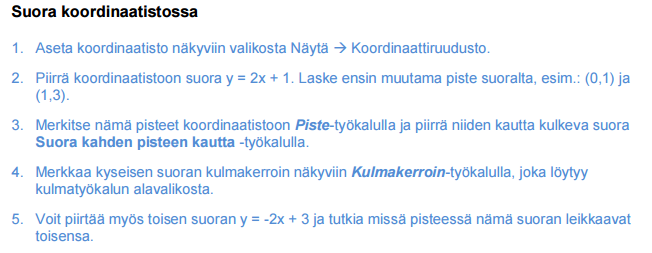 Suora koordinaatistossa
1. Aseta koordinaatisto näkyviin valikosta Näytä → Koordinaattiruudusto.
2. Piirrä koordinaatistoon suora y = 2x + 1. Laske ensin muutama piste suoralta, esim.: (0,1) ja
(1,3).
3. Merkitse nämä pisteet koordinaatistoon Piste-työkalulla ja piirrä niiden kautta kulkeva suora
Suora kahden pisteen kautta -työkalulla.
4. Merkkaa kyseisen suoran kulmakerroin näkyviin Kulmakerroin-työkalulla, joka löytyy
kulmatyökalun alavalikosta.
5. Voit piirtää myös toisen suoran y = -2x + 3 ja tutkia missä pisteessä nämä suoran leikkaavat
toisensa.